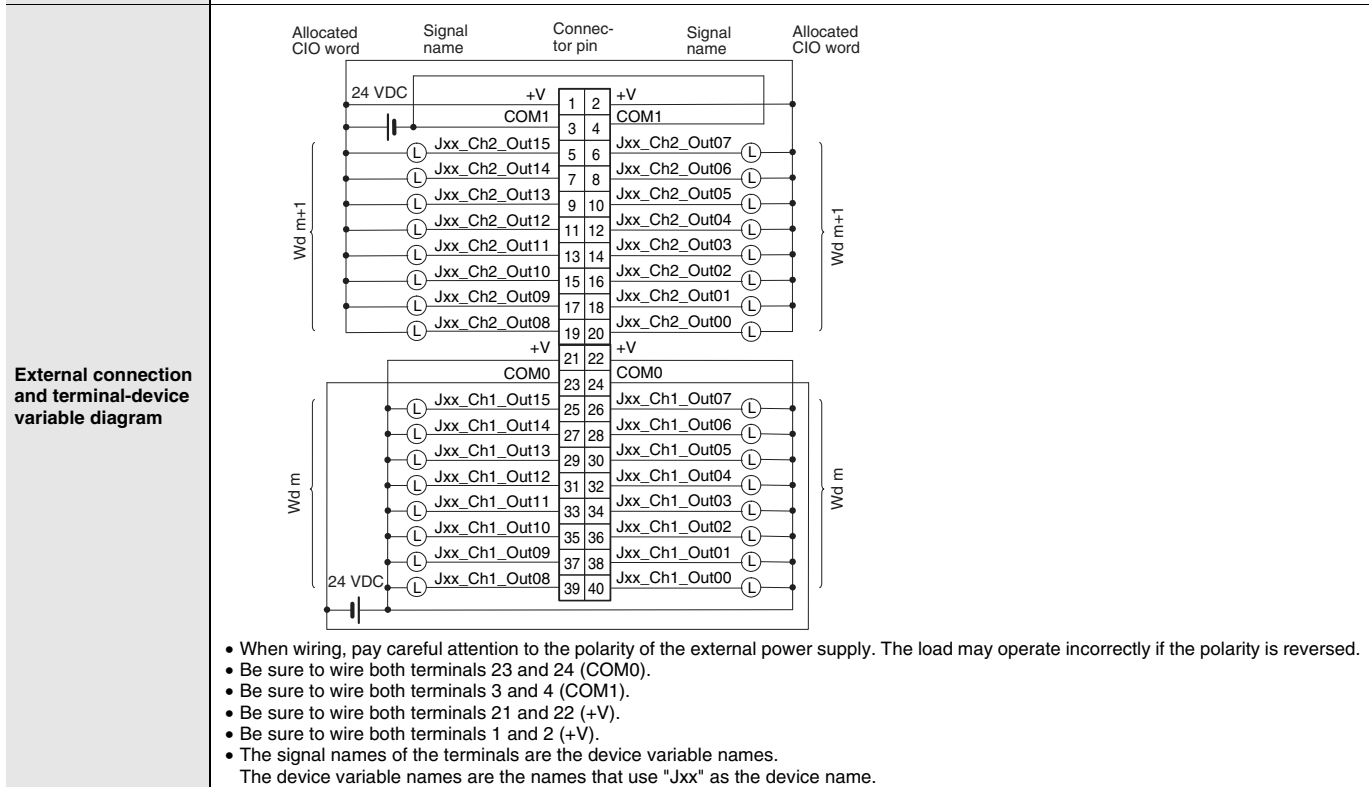 Allocated CIO word
Signal name
Connec-tor pin
Signal name
Allocated CIO word
24 VDC
+V 1 2 +V
COM1 3 4 COM1
L Jxx_Ch2_Out15 5 6 Jxx_Ch2_Out07 L
L Jxx_Ch2_Out14 7 8 Jxx_Ch2_Out06 L
L Jxx_Ch2_Out13 9 10 Jxx_Ch2_Out05 L
L Jxx_Ch2_Out12 11 12 Jxx_Ch2_Out04 L
L Jxx_Ch2_Out11 13 14 Jxx_Ch2_Out03 L
L Jxx_Ch2_Out10 15 16 Jxx_Ch2_Out02 L
L Jxx_Ch2_Out09 17 18 Jxx_Ch2_Out01 L
L Jxx_Ch2_Out08 19 20 Jxx_Ch2_Out00 L
Wd m+1
Wd m+1
+V 21 22 +V
COM0 23 24 COM0
L Jxx_Ch1_Out15 25 26 Jxx_Ch1_Out07 L
L Jxx_Ch1_Out14 27 28 Jxx_Ch1_Out06 L
L Jxx_Ch1_Out13 29 30 Jxx_Ch1_Out05 L
L Jxx_Ch1_Out12 31 32 Jxx_Ch1_Out04 L
L Jxx_Ch1_Out11 33 34 Jxx_Ch1_Out03 L
L Jxx_Ch1_Out10 35 36 Jxx_Ch1_Out02 L
L Jxx_Ch1_Out09 37 38 Jxx_Ch1_Out01 L
L Jxx_Ch1_Out08 39 40 Jxx_Ch1_Out00 L
Wd m
Wd m
24 VDC
External connection
and terminal-device
variable diagram
• When wiring, pay careful attention to the polarity of the external power supply. The load may operate incorrectly if the polarity is reversed.
• Be sure to wire both terminals 23 and 24 (COM0).
• Be sure to wire both terminals 3 and 4 (COM1).
• Be sure to wire both terminals 21 and 22 (+V).
• Be sure to wire both terminals 1 and 2 (+V).
• The signal names of the terminals are the device variable names.
The device variable names are the names that use "Jxx" as the device name.